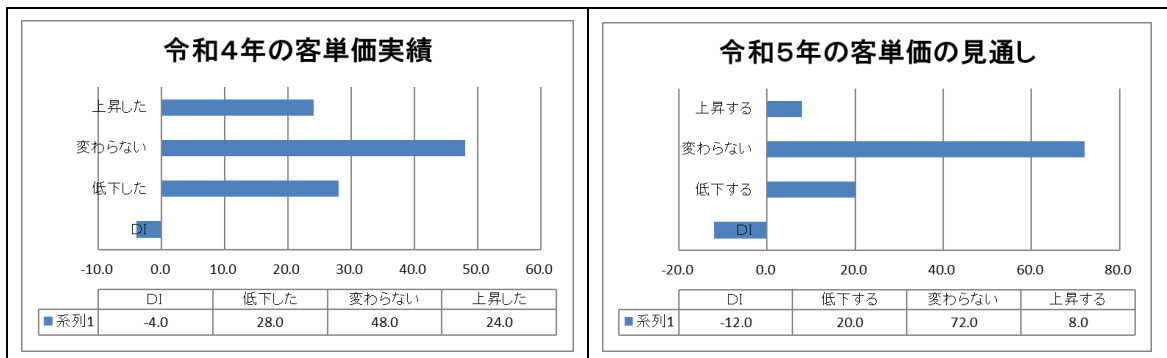 令和4年の客単価実績
上昇した
変わらない
低下した
DI
-10.0 0.0 10.0 20.0 30.0 40.0 50.0 60.0
DI 低下した 変わらない 上昇した
系列1 -4.0 28.0 48.0 24.0
令和5年の客単価の見通し
上昇する
変わらない
低下する
DI
-20.0 0.0 20.0 40.0 60.0 80.0
DI 低下する 変わらない 上昇する
系列1 -12.0 20.0 72.0 8.0